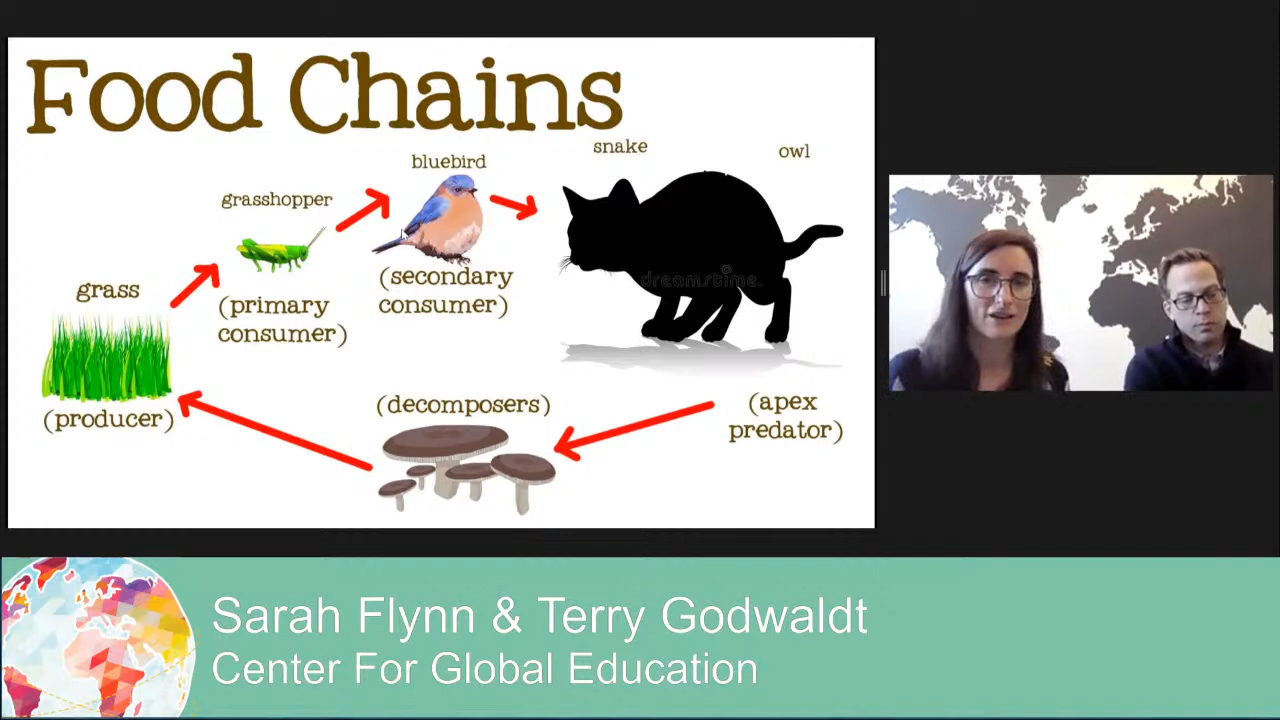 Food Chains
snake
owl
bluebird
grasshopper
(secondary
consumer)
dreamstime.
grass
(primary
consumer)
(producer)
(decomposers)
(apex
predator)
Sarah Flynn & Terry Godwaldt
Center For Global Education